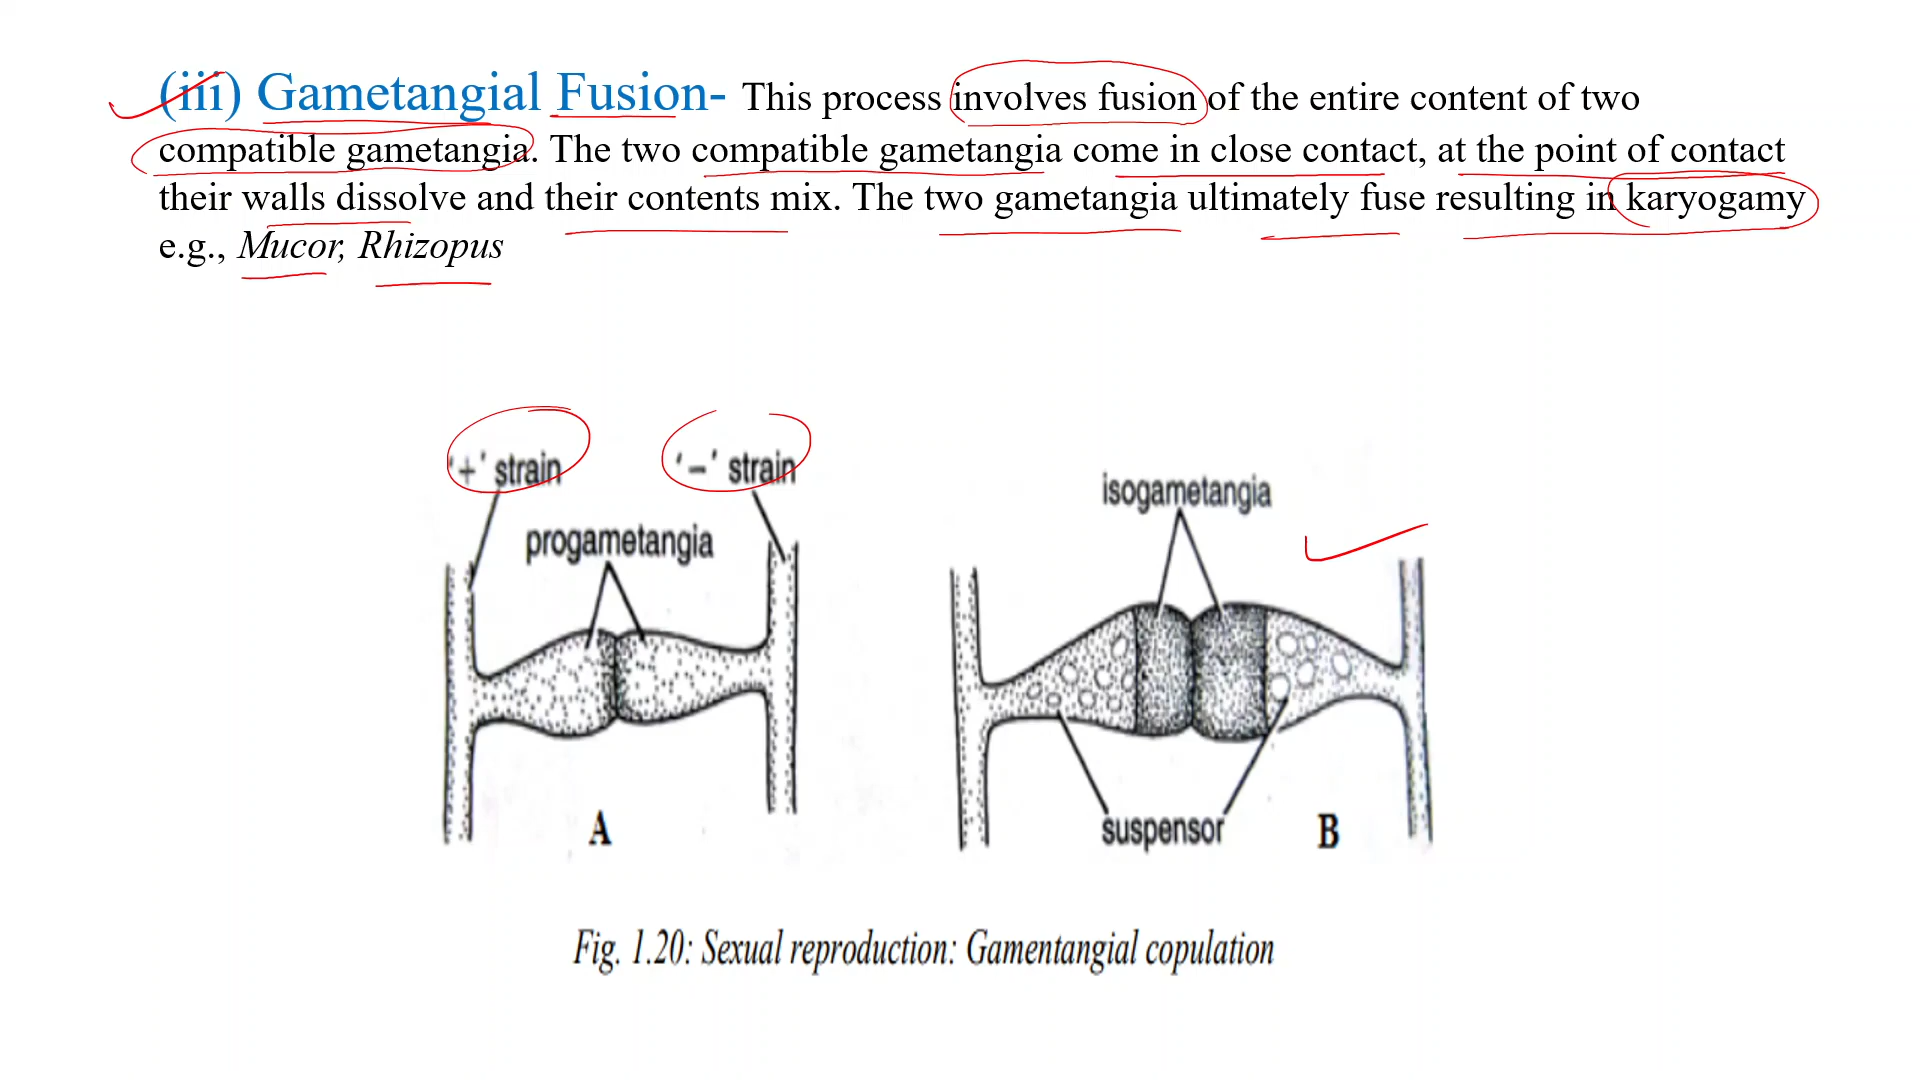 (iii) Gametangial Fusion- This process involves fusion of the entire content of two
compatible gametangia. The two compatible gametangia come in close contact, at the point of contact
their walls dissolve and their contents mix. The two gametangia ultimately fuse resulting in karyogamy
e.g., Mucor, Rhizopus
‘+’ strain
‘–’ strain
progametangia
isogametangia
suspensor
A
B
Fig. 1.20: Sexual reproduction: Gamentangial copulation